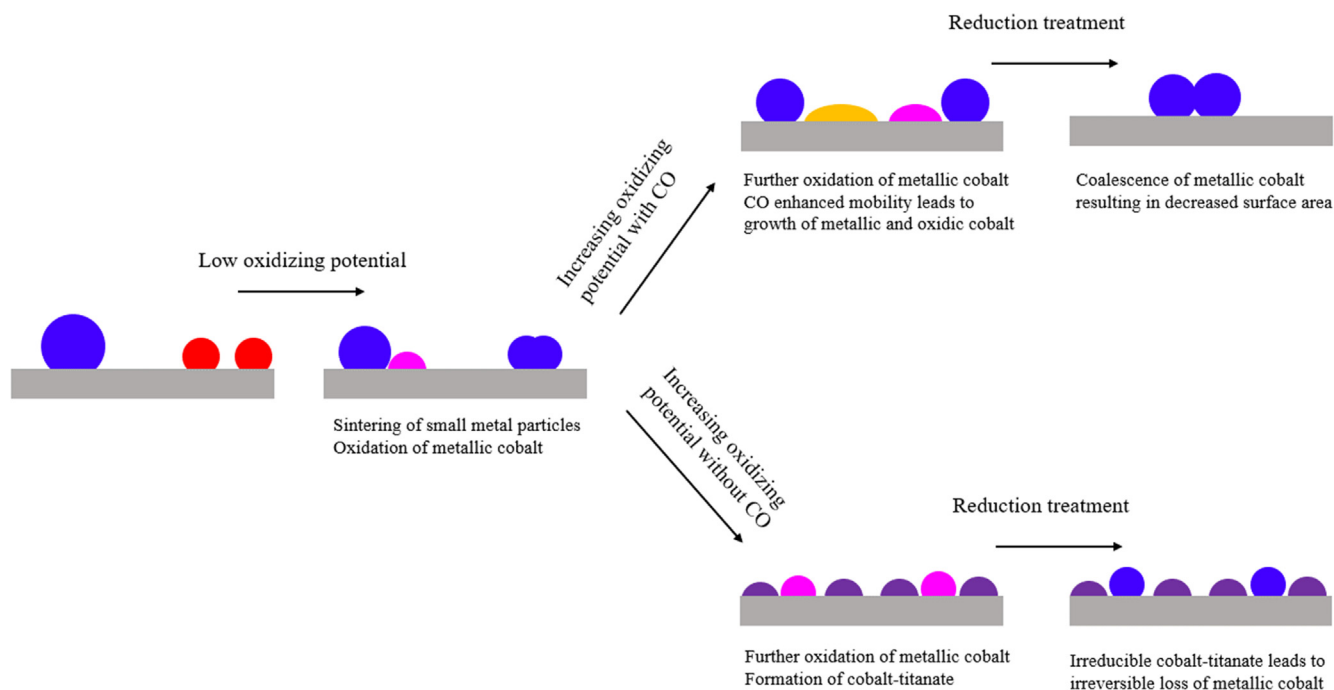 Reduction treatment
Increasing oxidizing
potential with CO
Further oxidation of metallic cobalt
CO enhanced mobility leads to
growth of metallic and oxidic cobalt
Coalescence of metallic cobalt
resulting in decreased surface area
Low oxidizing potential
Sintering of small metal particles
Oxidation of metallic cobalt
Increasing oxidizing
potential without CO
Reduction treatment
Further oxidation of metallic cobalt
Formation of cobalt-titanate
Irreducible cobalt-titanate leads to
irreversible loss of metallic cobalt